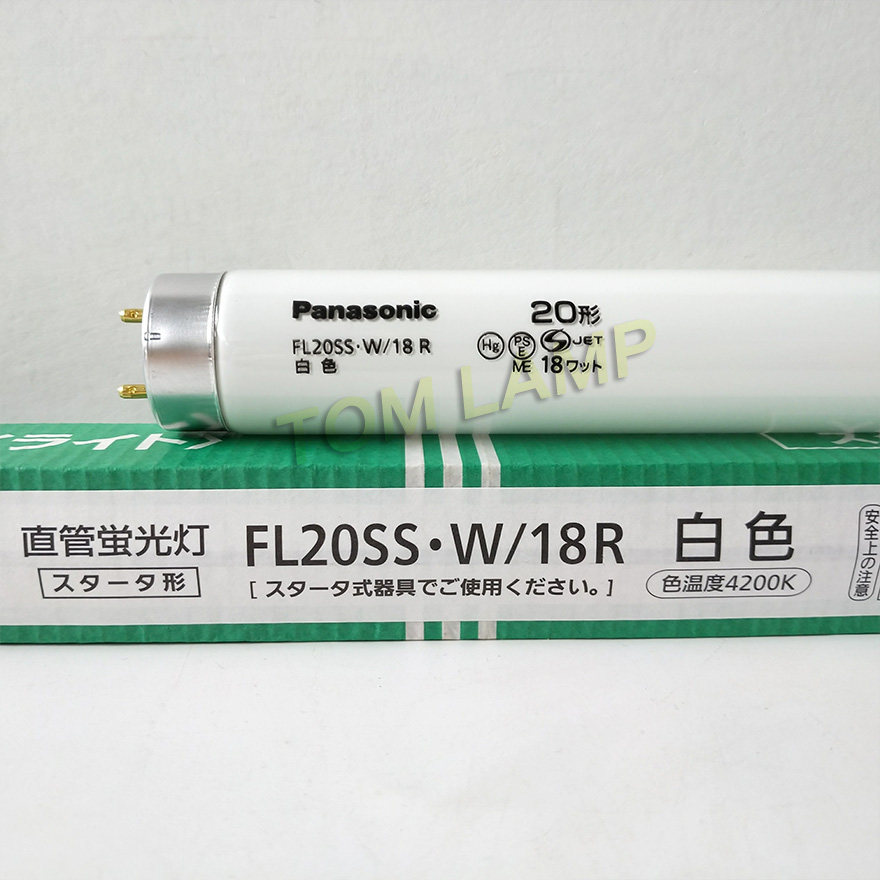 Panasonic
FL20SS・W/18 R
白色
20形
Hg PS E JET
ME 18ワット
TOM LAMP
ライト
直管蛍光灯
スタータ形
FL20SS・W/18R
[スタータ式器具でご使用ください。]
白色
色温度4200K
安全上の注意